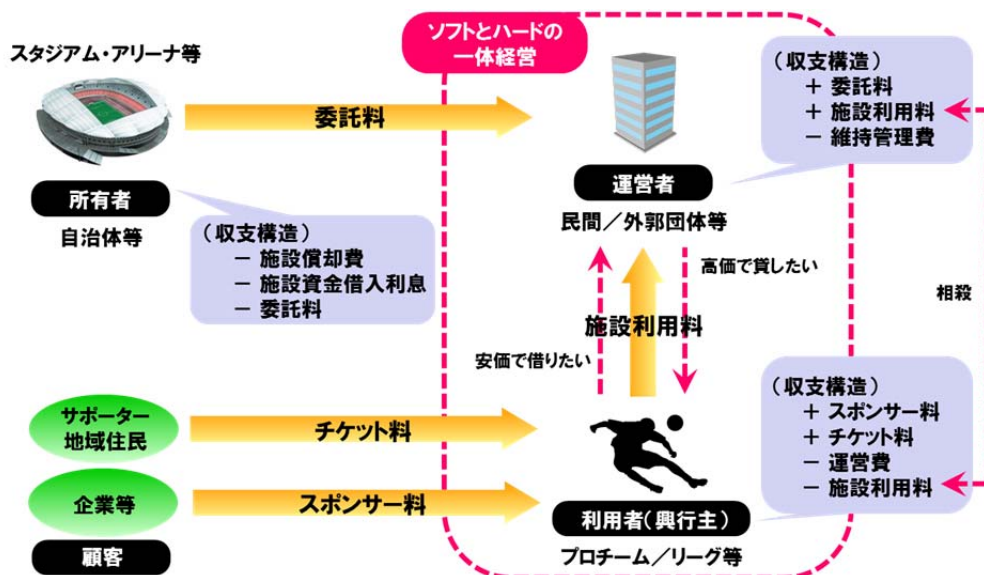 ソフトとハードの
一体経営
スタジアム・アリーナ等
委託料
所有者
自治体等
（収支構造）
－ 施設償却費
－ 施設資金借入利息
－ 委託料
運営者
民間／外郭団体等
（収支構造）
＋ 委託料
＋ 施設利用料
－ 維持管理費
高価で貸したい
施設利用料
安価で借りたい
相殺
サポーター
地域住民
チケット料
企業等
スポンサー料
顧客
利用者（興行主）
プロチーム／リーグ等
（収支構造）
＋ スポンサー料
＋ チケット料
－ 運営費
－ 施設利用料